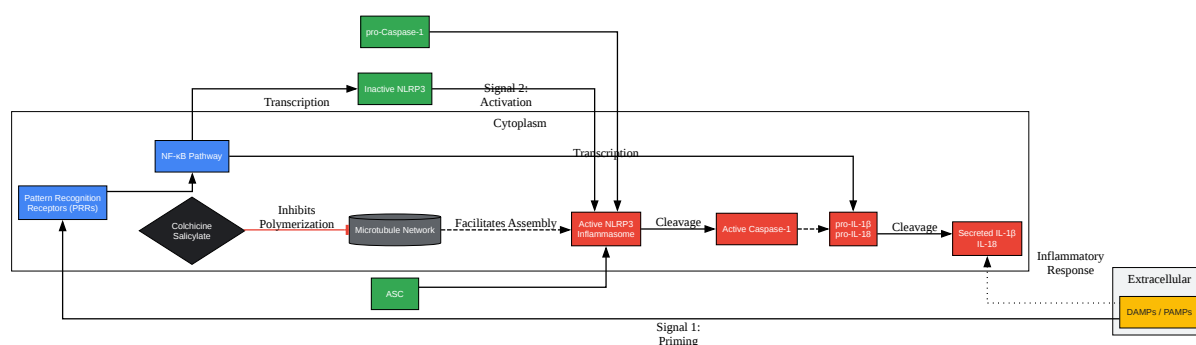 pro-Caspase-1
Inactive NLRP3
Signal 2:
Activation
Transcription
Cytoplasm
NF-κB Pathway
Transcription
Pattern Recognition
Receptors (PRRs)
Colchicine
Salicylate
Inhibits
Polymerization
Microtubule Network
Facilitates Assembly
Active NLRP3
Inflammasome
Cleavage
Active Caspase-1
pro-IL-1β
pro-IL-18
Cleavage
Secreted IL-1β
IL-18
Inflammatory
Response
Extracellular
DAMPs / PAMPs
ASC
Signal 1:
Priming